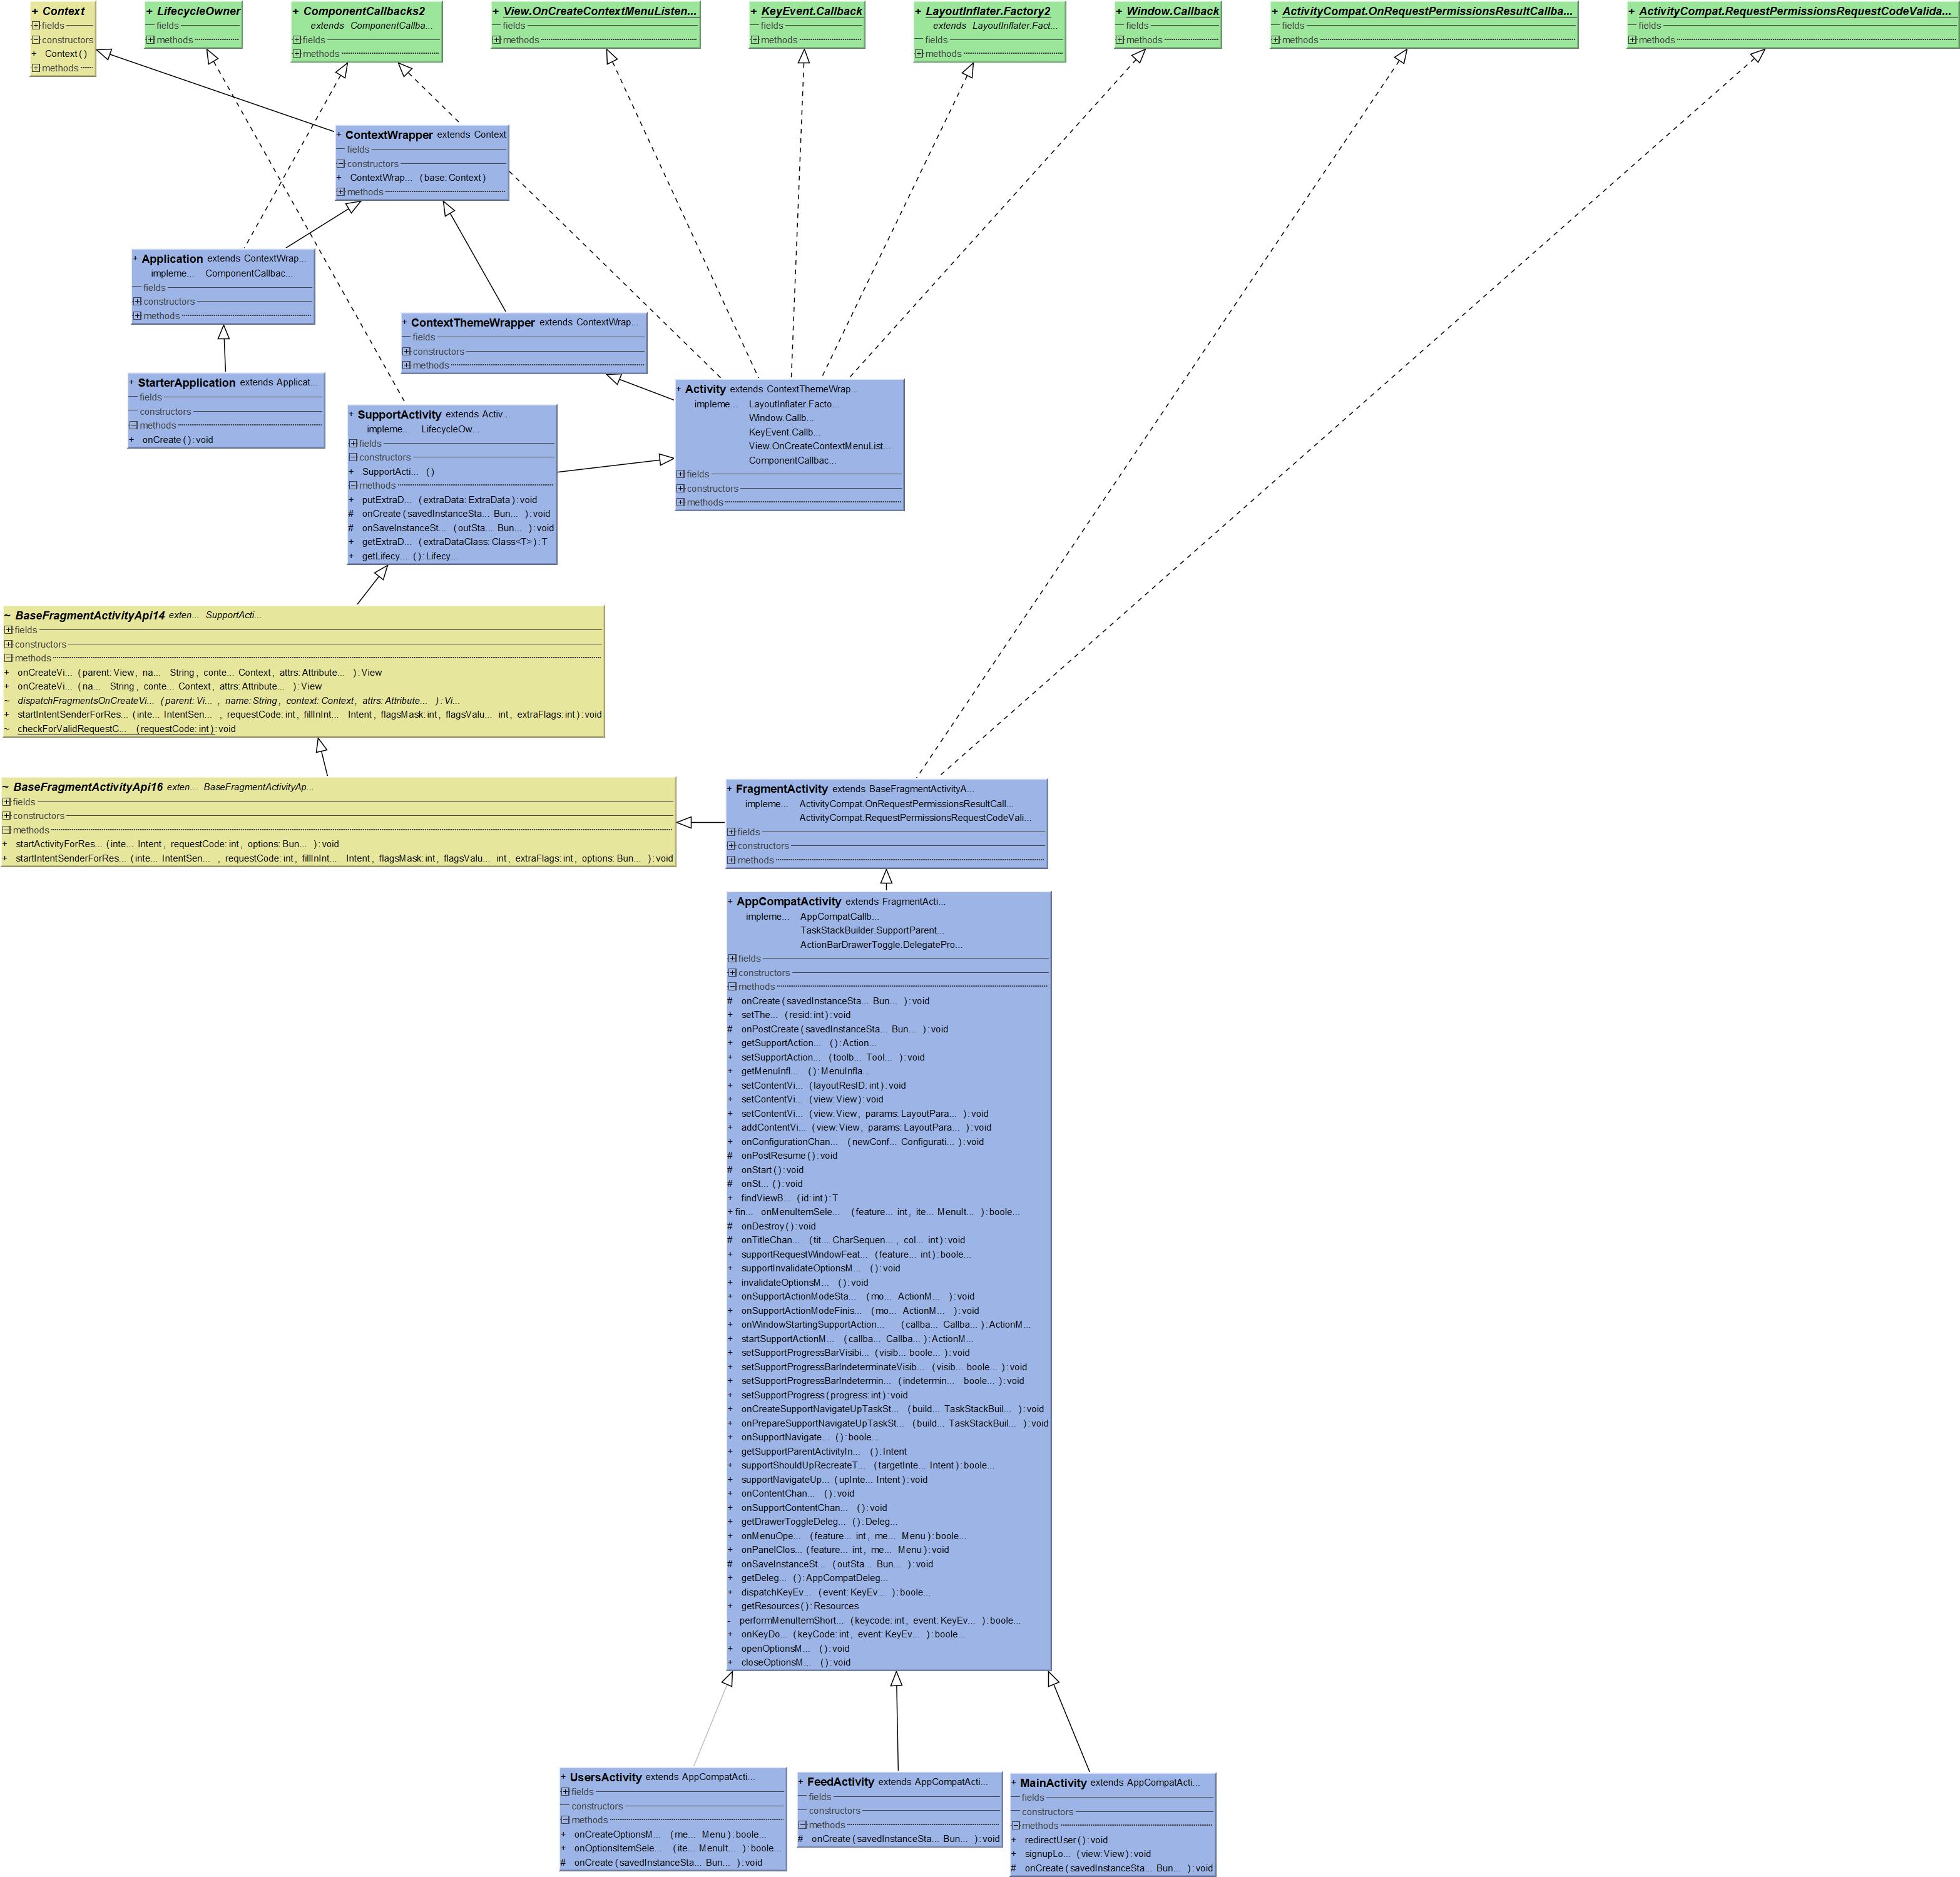 + Context
fields
constructors
+ Context ( )
methods
+ LifecycleOwner
fields
methods
+ ComponentCallbacks2
extends ComponentCallba...
fields
methods
+ View.OnCreateContextMenuListen...
fields
methods
+ KeyEvent.Callback
fields
methods
+ LayoutInflater.Factory2
extends LayoutInflater.Fact...
fields
methods
+ Window.Callback
fields
methods
+ ActivityCompat.OnRequestPermissionsResultCallba...
fields
methods
+ ActivityCompat.RequestPermissionsRequestCodeValida...
fields
methods
+ ContextWrapper extends Context
fields
constructors
+ ContextWrap... ( base: Context )
methods
+ Application extends ContextWrap...
impleme... ComponentCallbac...
fields
constructors
methods
+ ContextThemeWrapper extends ContextWrap...
fields
constructors
methods
+ StarterApplication extends Applicat...
fields
constructors
methods
+ onCreate ( ): void
+ SupportActivity extends Activ...
impleme... LifecycleOw...
fields
constructors
+ SupportActi... ( )
methods
+ putExtraD... ( extraData: ExtraData ): void
# onCreate ( savedInstanceSta... Bun... ): void
# onSaveInstanceSt... ( outSta... Bun... ): void
+ getExtraD... ( extraDataClass: Class<T> ): T
+ getLifecy... ( ): Lifecy...
+ Activity extends ContextThemeWrap...
impleme... LayoutInflater.Facto...
Window.Callb...
KeyEvent.Callb...
View.OnCreateContextMenuList...
ComponentCallbac...
fields
constructors
methods
~ BaseFragmentActivityApi14 exten... SupportActi...
fields
constructors
methods
+ onCreateVi... ( parent: View , na... String , conte... Context , attrs: Attribute... ): View
+ onCreateVi... ( na... String , conte... Context , attrs: Attribute... ): View
~ dispatchFragmentsOnCreateVi... ( parent: Vi... , name: String , context: Context , attrs: Attribute... ): Vi...
+ startIntentSenderForRes... ( inte... IntentSen... , requestCode: int , fillInInt... Intent , flagsMask: int , flagsValu... int , extraFlags: int ): void
~ checkForValidRequestC... ( requestCode: int ): void
~ BaseFragmentActivityApi16 exten... BaseFragmentActivityAp...
fields
constructors
methods
+ startActivityForRes... ( inte... Intent , requestCode: int , options: Bun... ): void
+ startIntentSenderForRes... ( inte... IntentSen... , requestCode: int , fillInInt... Intent , flagsMask: int , flagsValu... int , extraFlags: int , options: Bun... ): void
+ FragmentActivity extends BaseFragmentActivityA...
impleme... ActivityCompat.OnRequestPermissionsResultCall...
ActivityCompat.RequestPermissionsRequestCodeVali...
fields
constructors
methods
+ AppCompatActivity extends FragmentActi...
impleme... AppCompatCallb...
TaskStackBuilder.SupportParent...
ActionBarDrawerToggle.DelegatePro...
fields
constructors
methods
# onCreate ( savedInstanceSta... Bun... ): void
+ setThe... ( resid: int ): void
# onPostCreate ( savedInstanceSta... Bun... ): void
+ getSupportAction... ( ): Action...
+ setSupportAction... ( toolb... Tool... ): void
+ getMenuInfl... ( ): MenuInfla...
+ setContentVi... ( layoutResID: int ): void
+ setContentVi... ( view: View ): void
+ setContentVi... ( view: View , params: LayoutPara... ): void
+ addContentVi... ( view: View , params: LayoutPara... ): void
+ onConfigurationChan... ( newConf... Configurati... ): void
# onPostResume ( ): void
# onStart ( ): void
# onSt... ( ): void
+ findViewB... ( id: int ): T
+ fin... onMenuItemSele... ( feature... int , ite... MenuIt... ): boole...
# onDestroy ( ): void
# onTitleChan... ( tit... CharSequen... , col... int ): void
+ supportRequestWindowFeat... ( feature... int ): boole...
+ supportInvalidateOptionsM... ( ): void
+ invalidateOptionsM... ( ): void
+ onSupportActionModeSta... ( mo... ActionM... ): void
+ onSupportActionModeFinis... ( mo... ActionM... ): void
+ onWindowStartingSupportAction... ( callba... Callba... ): ActionM...
+ startSupportActionM... ( callba... Callba... ): ActionM...
+ setSupportProgressBarVisibi... ( visib... boole... ): void
+ setSupportProgressBarIndeterminateVisib... ( visib... boole... ): void
+ setSupportProgressBarIndetermin... ( indetermin... boole... ): void
+ setSupportProgress ( progress: int ): void
+ onCreateSupportNavigateUpTaskSt... ( build... TaskStackBuil... ): void
+ onPrepareSupportNavigateUpTaskSt... ( build... TaskStackBuil... ): void
+ onSupportNavigate... ( ): boole...
+ getSupportParentActivityIn... ( ): Intent
+ supportShouldUpRecreateT... ( targetInte... Intent ): boole...
+ supportNavigateUp... ( upInte... Intent ): void
+ onContentChan... ( ): void
+ onSupportContentChan... ( ): void
+ getDrawerToggleDeleg... ( ): Deleg...
+ onMenuOpe... ( feature... int , me... Menu ): boole...
+ onPanelClos... ( feature... int , me... Menu ): void
# onSaveInstanceSt... ( outSta... Bun... ): void
+ getDeleg... ( ): AppCompatDeleg...
+ dispatchKeyEv... ( event: KeyEv... ): boole...
+ getResources ( ): Resources
- performMenuItemShort... ( keycode: int , event: KeyEv... ): boole...
+ onKeyDo... ( keyCode: int , event: KeyEv... ): boole...
+ openOptionsM... ( ): void
+ closeOptionsM... ( ): void
+ UsersActivity extends AppCompatActi...
fields
constructors
methods
+ onCreateOptionsM... ( me... Menu ): boole...
+ onOptionsItemSele... ( ite... MenuIt... ): boole...
# onCreate ( savedInstanceSta... Bun... ): void
+ FeedActivity extends AppCompatActi...
fields
constructors
methods
# onCreate ( savedInstanceSta... Bun... ): void
+ MainActivity extends AppCompatActi...
fields
constructors
methods
+ redirectUser ( ): void
+ signupLo... ( view: View ): void
# onCreate ( savedInstanceSta... Bun... ): void